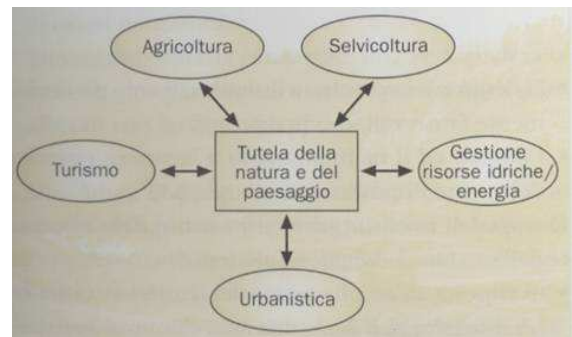 Agricoltura
Selvicoltura
Turismo
Tutela della
natura e del
paesaggio
Gestione
risorse idriche/
energia
Urbanistica